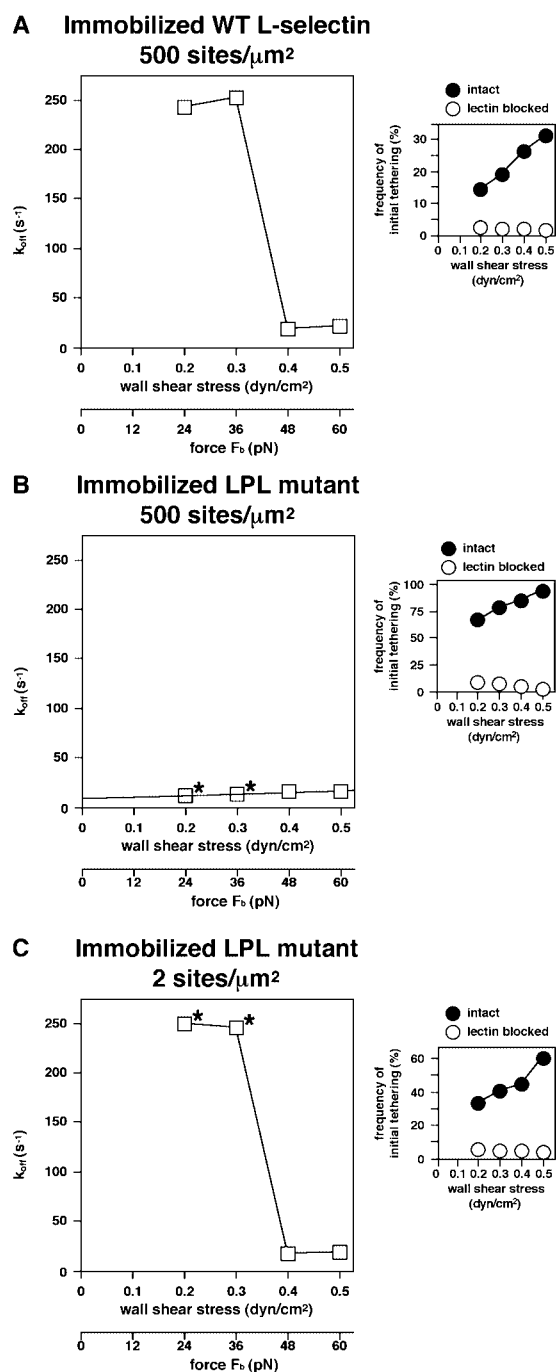 A Immobilized WT L-selectin
500 sites/μm²
250
200
150
100
50
0
k_off (s⁻¹)
0 0.1 0.2 0.3 0.4 0.5
wall shear stress (dyn/cm²)
0 12 24 36 48 60
force F_b (pN)
intact
lectin blocked
frequency of
initial tethering (%)
30
20
10
0
0 0.1 0.2 0.3 0.4 0.5
wall shear stress
(dyn/cm²)
B Immobilized LPL mutant
500 sites/μm²
250
200
150
100
50
0
k_off (s⁻¹)
* *
0 0.1 0.2 0.3 0.4 0.5
wall shear stress (dyn/cm²)
0 12 24 36 48 60
force F_b (pN)
intact
lectin blocked
frequency of
initial tethering (%)
100
75
50
25
0
0 0.1 0.2 0.3 0.4 0.5
wall shear stress
(dyn/cm²)
C Immobilized LPL mutant
2 sites/μm²
250
200
150
100
50
0
k_off (s⁻¹)
* *
0 0.1 0.2 0.3 0.4 0.5
wall shear stress (dyn/cm²)
0 12 24 36 48 60
force F_b (pN)
intact
lectin blocked
frequency of
initial tethering (%)
60
40
20
0
0 0.1 0.2 0.3 0.4 0.5
wall shear stress
(dyn/cm²)